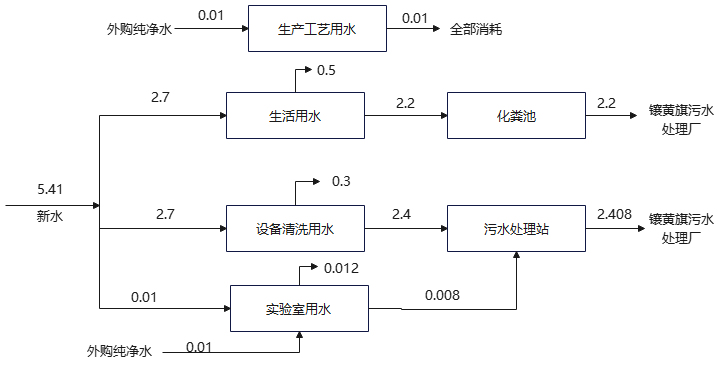 外购纯净水 0.01 生产工艺用水 0.01 全部消耗
0.5
2.7 生活用水 2.2 化粪池 2.2 镶黄旗污水
处理厂
5.41
新水
0.3
2.7 设备清洗用水 2.4 污水处理站 2.408 镶黄旗污水
处理厂
0.012
0.01 实验室用水 0.008
外购纯净水 0.01